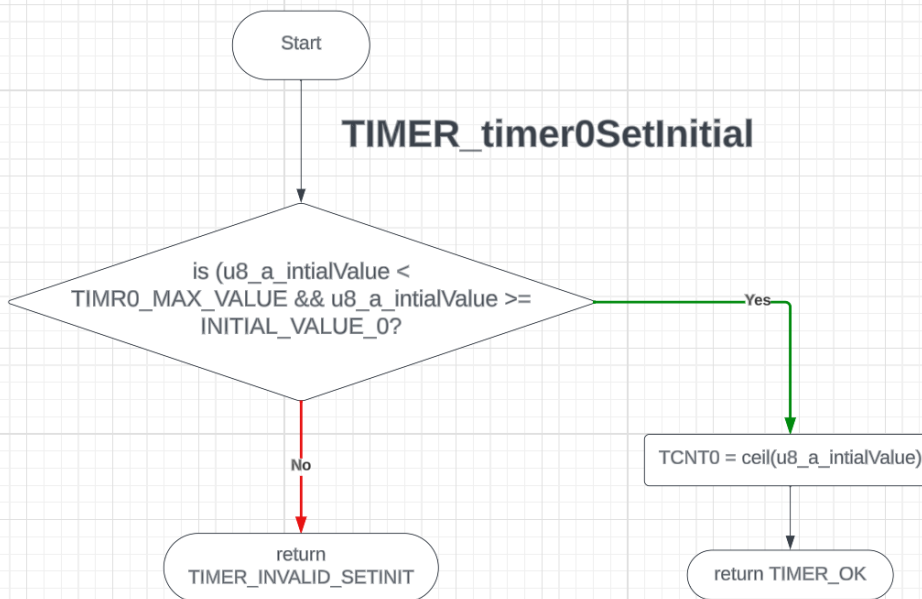 Start
TIMER_timer0SetInitial
is (u8_a_intialValue <
TIMR0_MAX_VALUE && u8_a_intialValue >=
INITIAL_VALUE_0?
Yes
No
TCNT0 = ceil(u8_a_intialValue)
return
TIMER_INVALID_SETINIT
return TIMER_OK